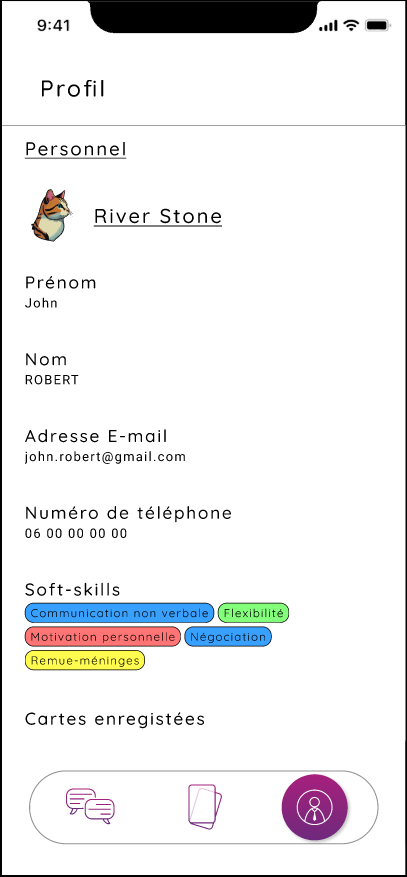 9:41
Profil
Personnel
River Stone
Prénom
John
Nom
ROBERT
Adresse E-mail
john.robert@gmail.com
Numéro de téléphone
06 00 00 00 00
Soft-skills
Communication non verbale Flexibilité
Motivation personnelle Négociation
Remue-méninges
Cartes enregistées